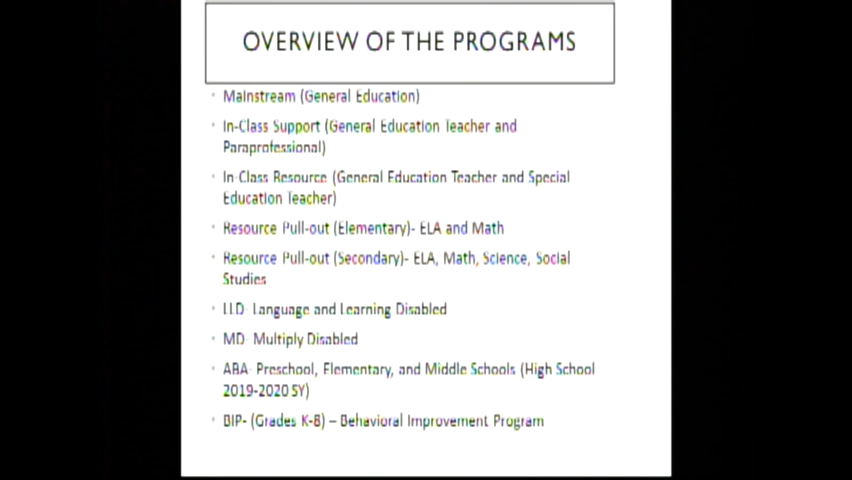 OVERVIEW OF THE PROGRAMS
Mainstream (General Education)
In-Class Support (General Education Teacher and
Paraprofessional)
In-Class Resource (General Education Teacher and Special
Education Teacher)
Resource Pull-out (Elementary)- ELA and Math
Resource Pull-out (Secondary)- ELA, Math, Science, Social
Studies
LLD- Language and Learning Disabled
MD- Multiply Disabled
ABA- Preschool, Elementary, and Middle Schools (High School
2019-2020 SY)
BIP- (Grades K-8) – Behavioral Improvement Program